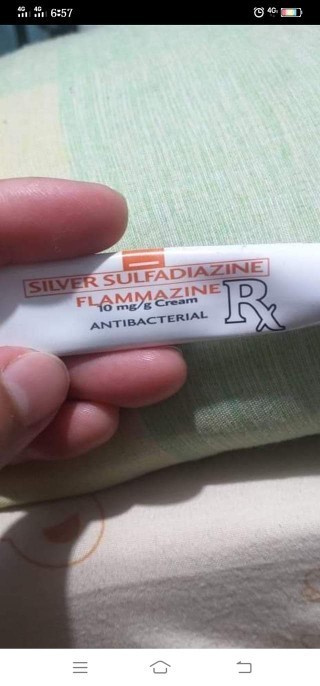 4G 4G 6:57 4G
SILVER SULFADIAZINE
FLAMMAZINE
10 mg/g Cream
ANTIBACTERIAL
Rx